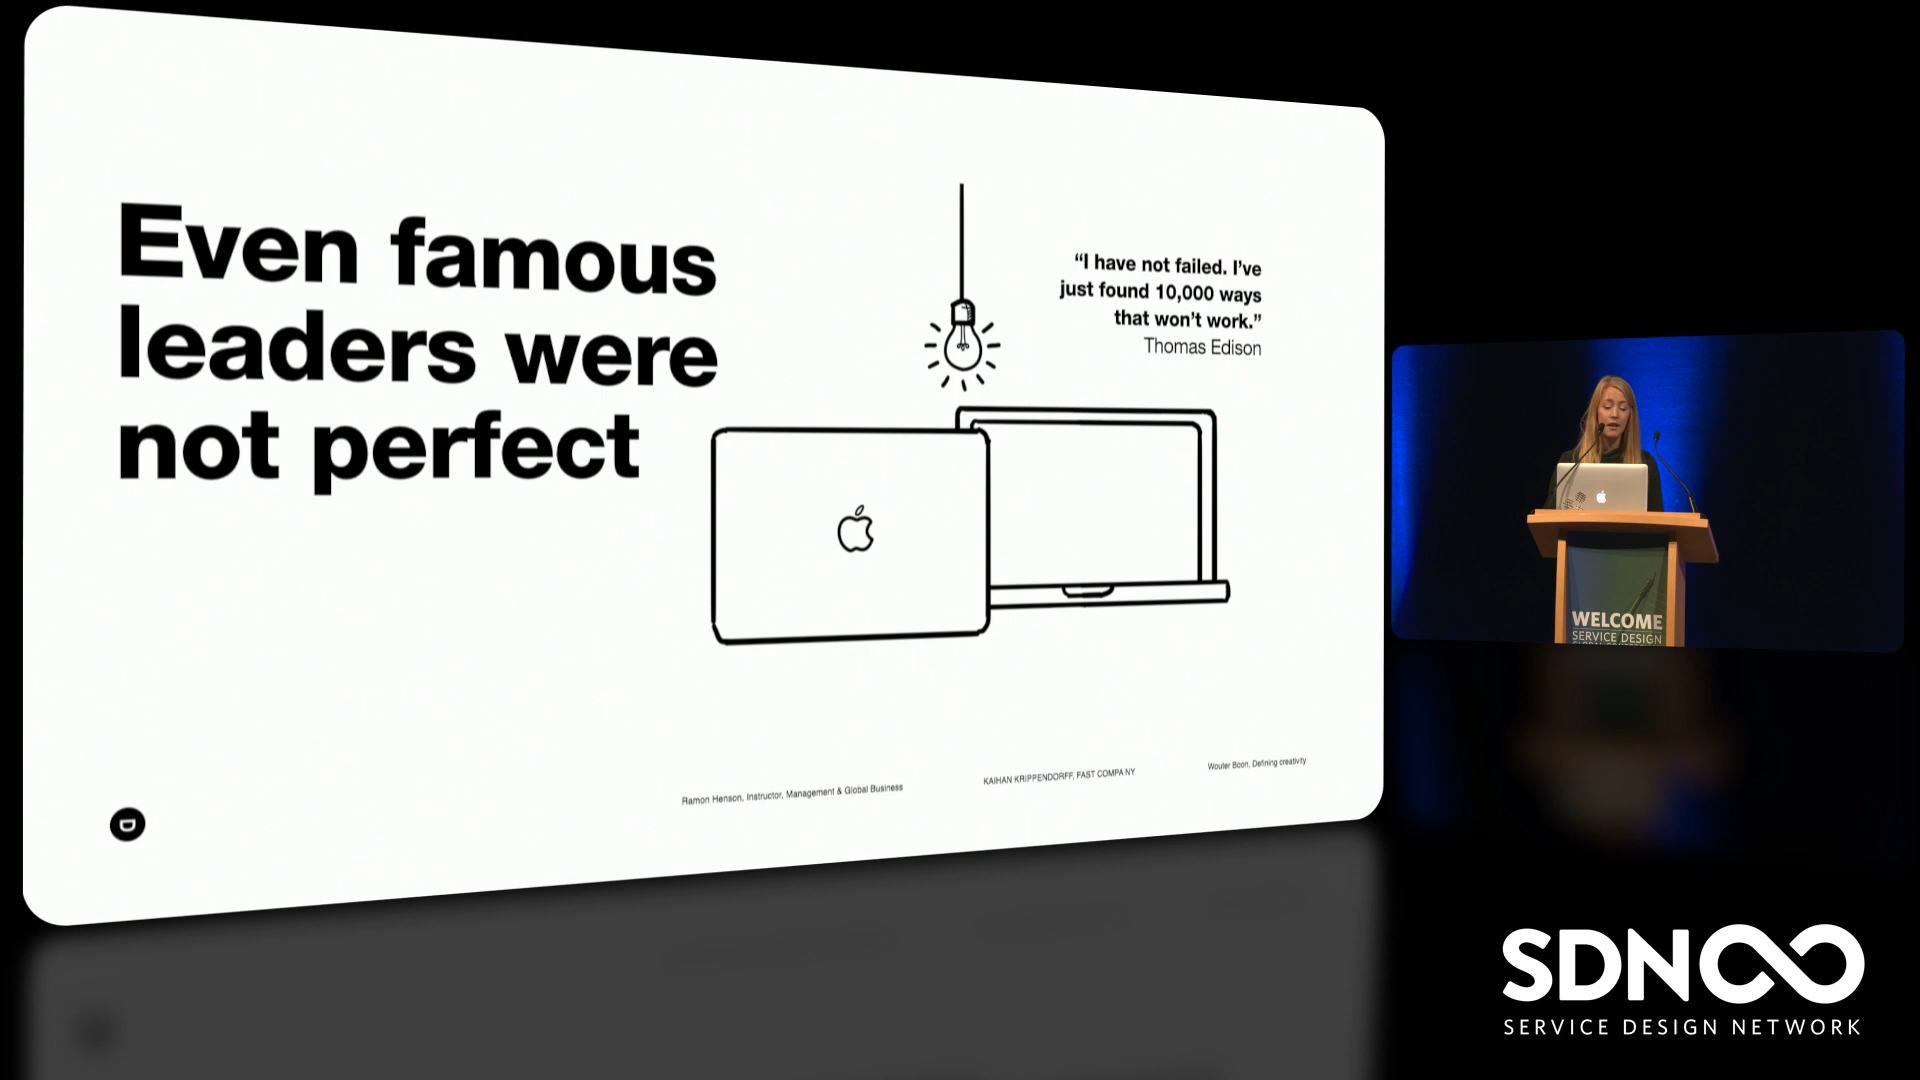 Even famous
leaders were
not perfect
“I have not failed. I’ve
just found 10,000 ways
that won’t work.”
Thomas Edison
Ramon Henson, Instructor, Management & Global Business
KAIHAN KRIPPENDORFF, FAST COMPA NY
Wouter Boon, Defining creativity
D
WELCOME
SERVICE DESIGN
SDN
SERVICE DESIGN NETWORK